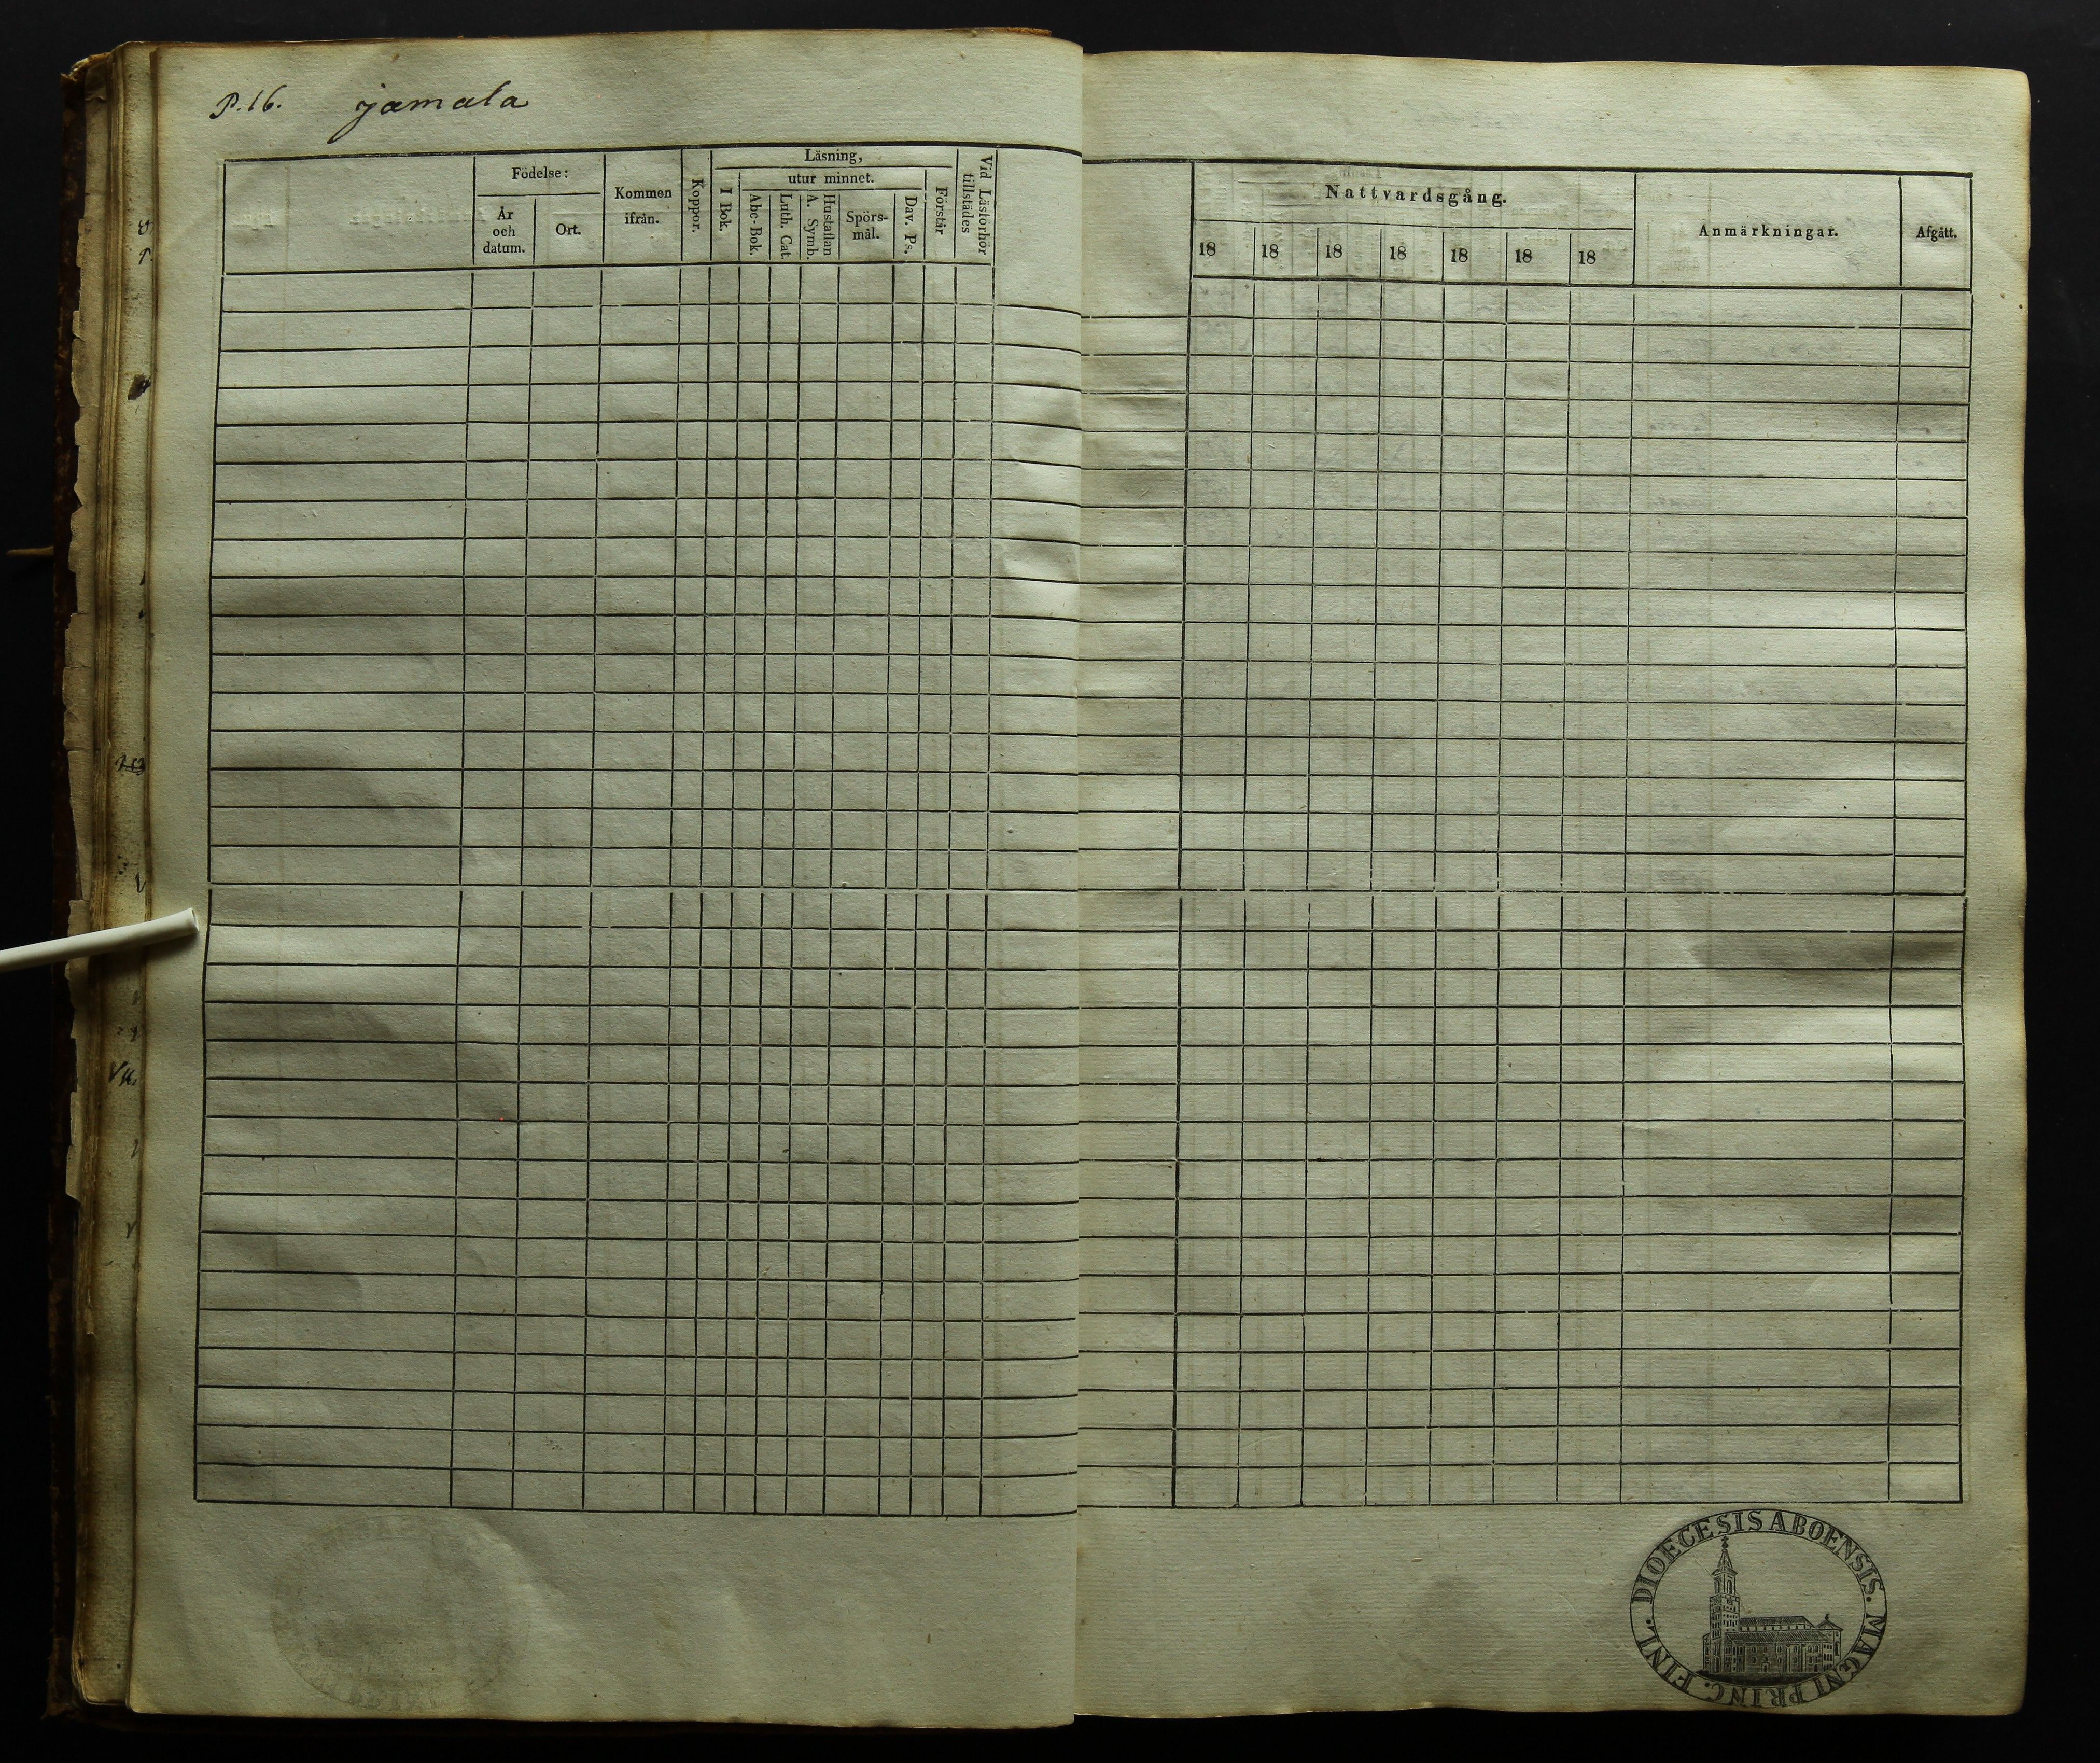 P. 16. jamala
Födelse:
År
och
datum.
Ort.
Kommen
ifrån.
Koppor.
Läsning,
I Bok.
utur minnet.
Abc-Bok.
Luth. Cat.
Hustaflan
A. Symb.
Spörs-
mål.
Dav. Ps.
Förstår
Vid Läsförhör
tillstädes
Nattvardsgång.
18 18 18 18 18 18 18
Anmärkningar.
Afgått.
DIOECESIS ABOENSIS. MAGNI PRINC. FINL.